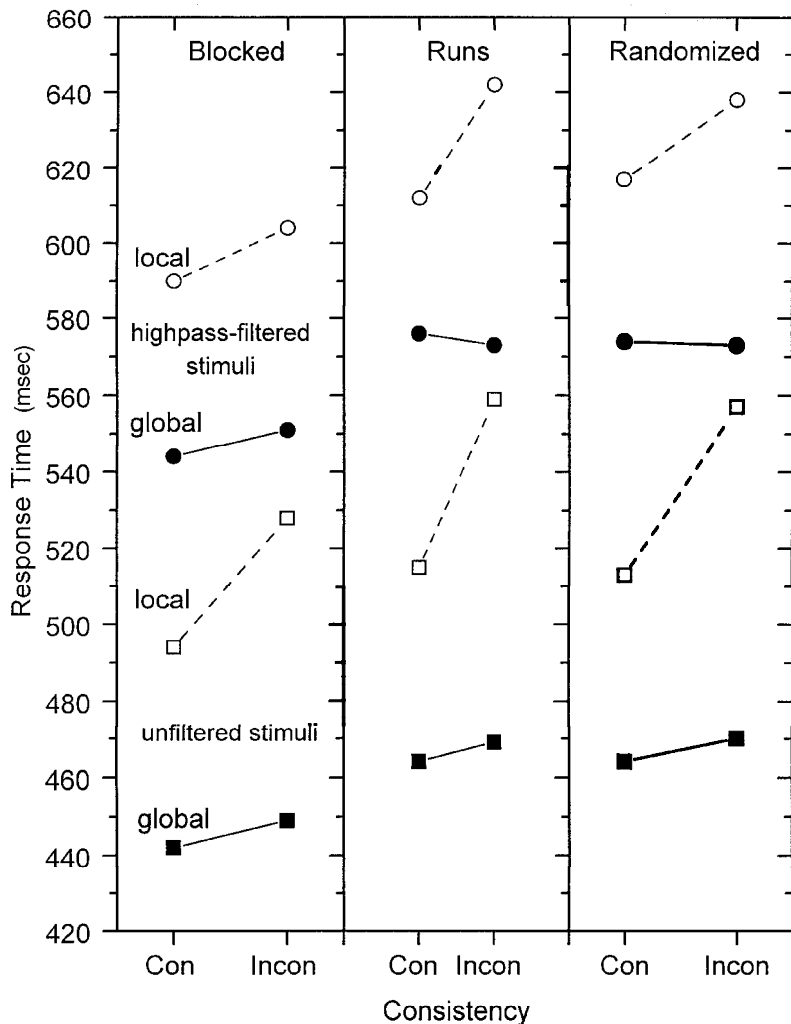 Blocked
Runs
Randomized
660
640
620
600
580
560
540
520
500
480
460
440
420
Response Time (msec)
local
highpass-filtered
stimuli
global
local
unfiltered stimuli
global
Con Incon
Con Incon
Con Incon
Consistency